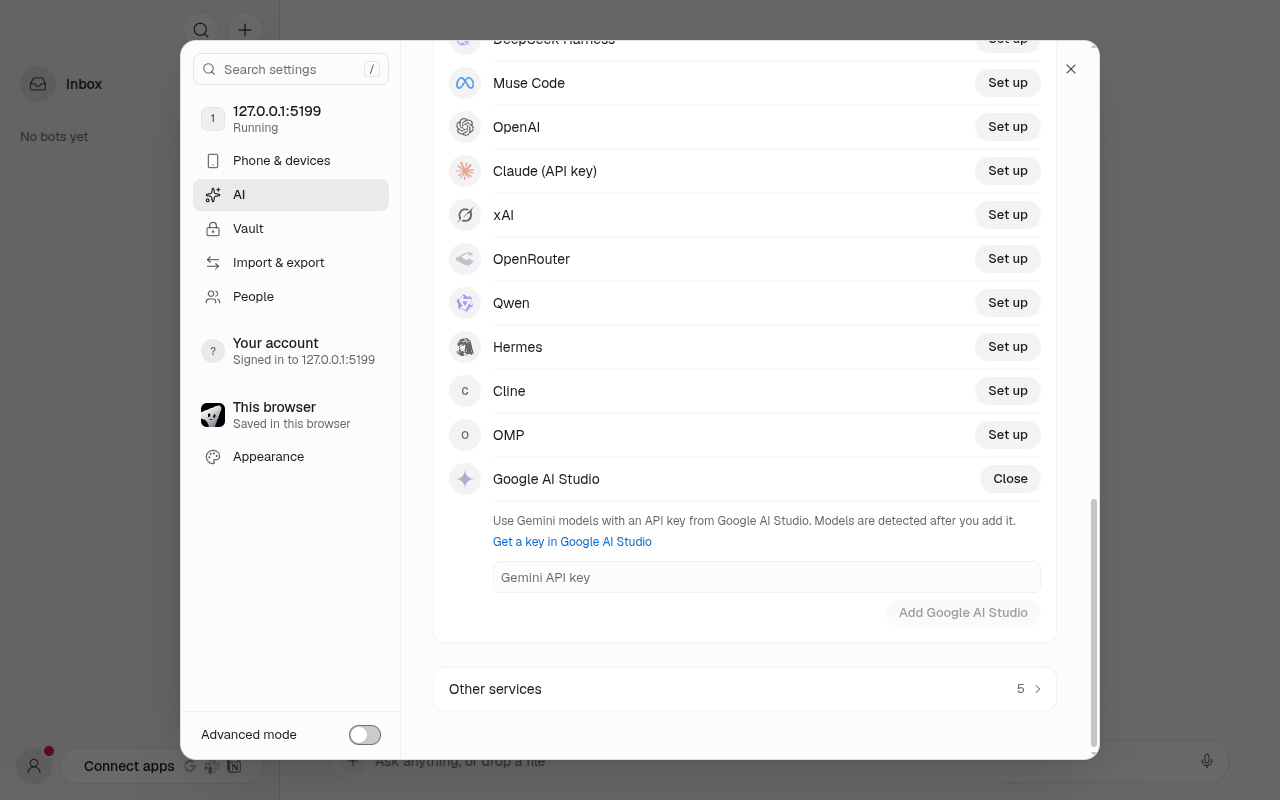 Inbox
No bots yet
Connect apps
Ask anything, or drop a file
Search settings
/
1
127.0.0.1:5199
Running
Phone & devices
AI
Vault
Import & export
People
?
Your account
Signed in to 127.0.0.1:5199
This browser
Saved in this browser
Appearance
Advanced mode
DeepSeek Harness
Set up
Muse Code
Set up
OpenAI
Set up
Claude (API key)
Set up
xAI
Set up
OpenRouter
Set up
Qwen
Set up
Hermes
Set up
C
Cline
Set up
O
OMP
Set up
Google AI Studio
Close
Use Gemini models with an API key from Google AI Studio. Models are detected after you add it.
Get a key in Google AI Studio
Gemini API key
Add Google AI Studio
Other services
5